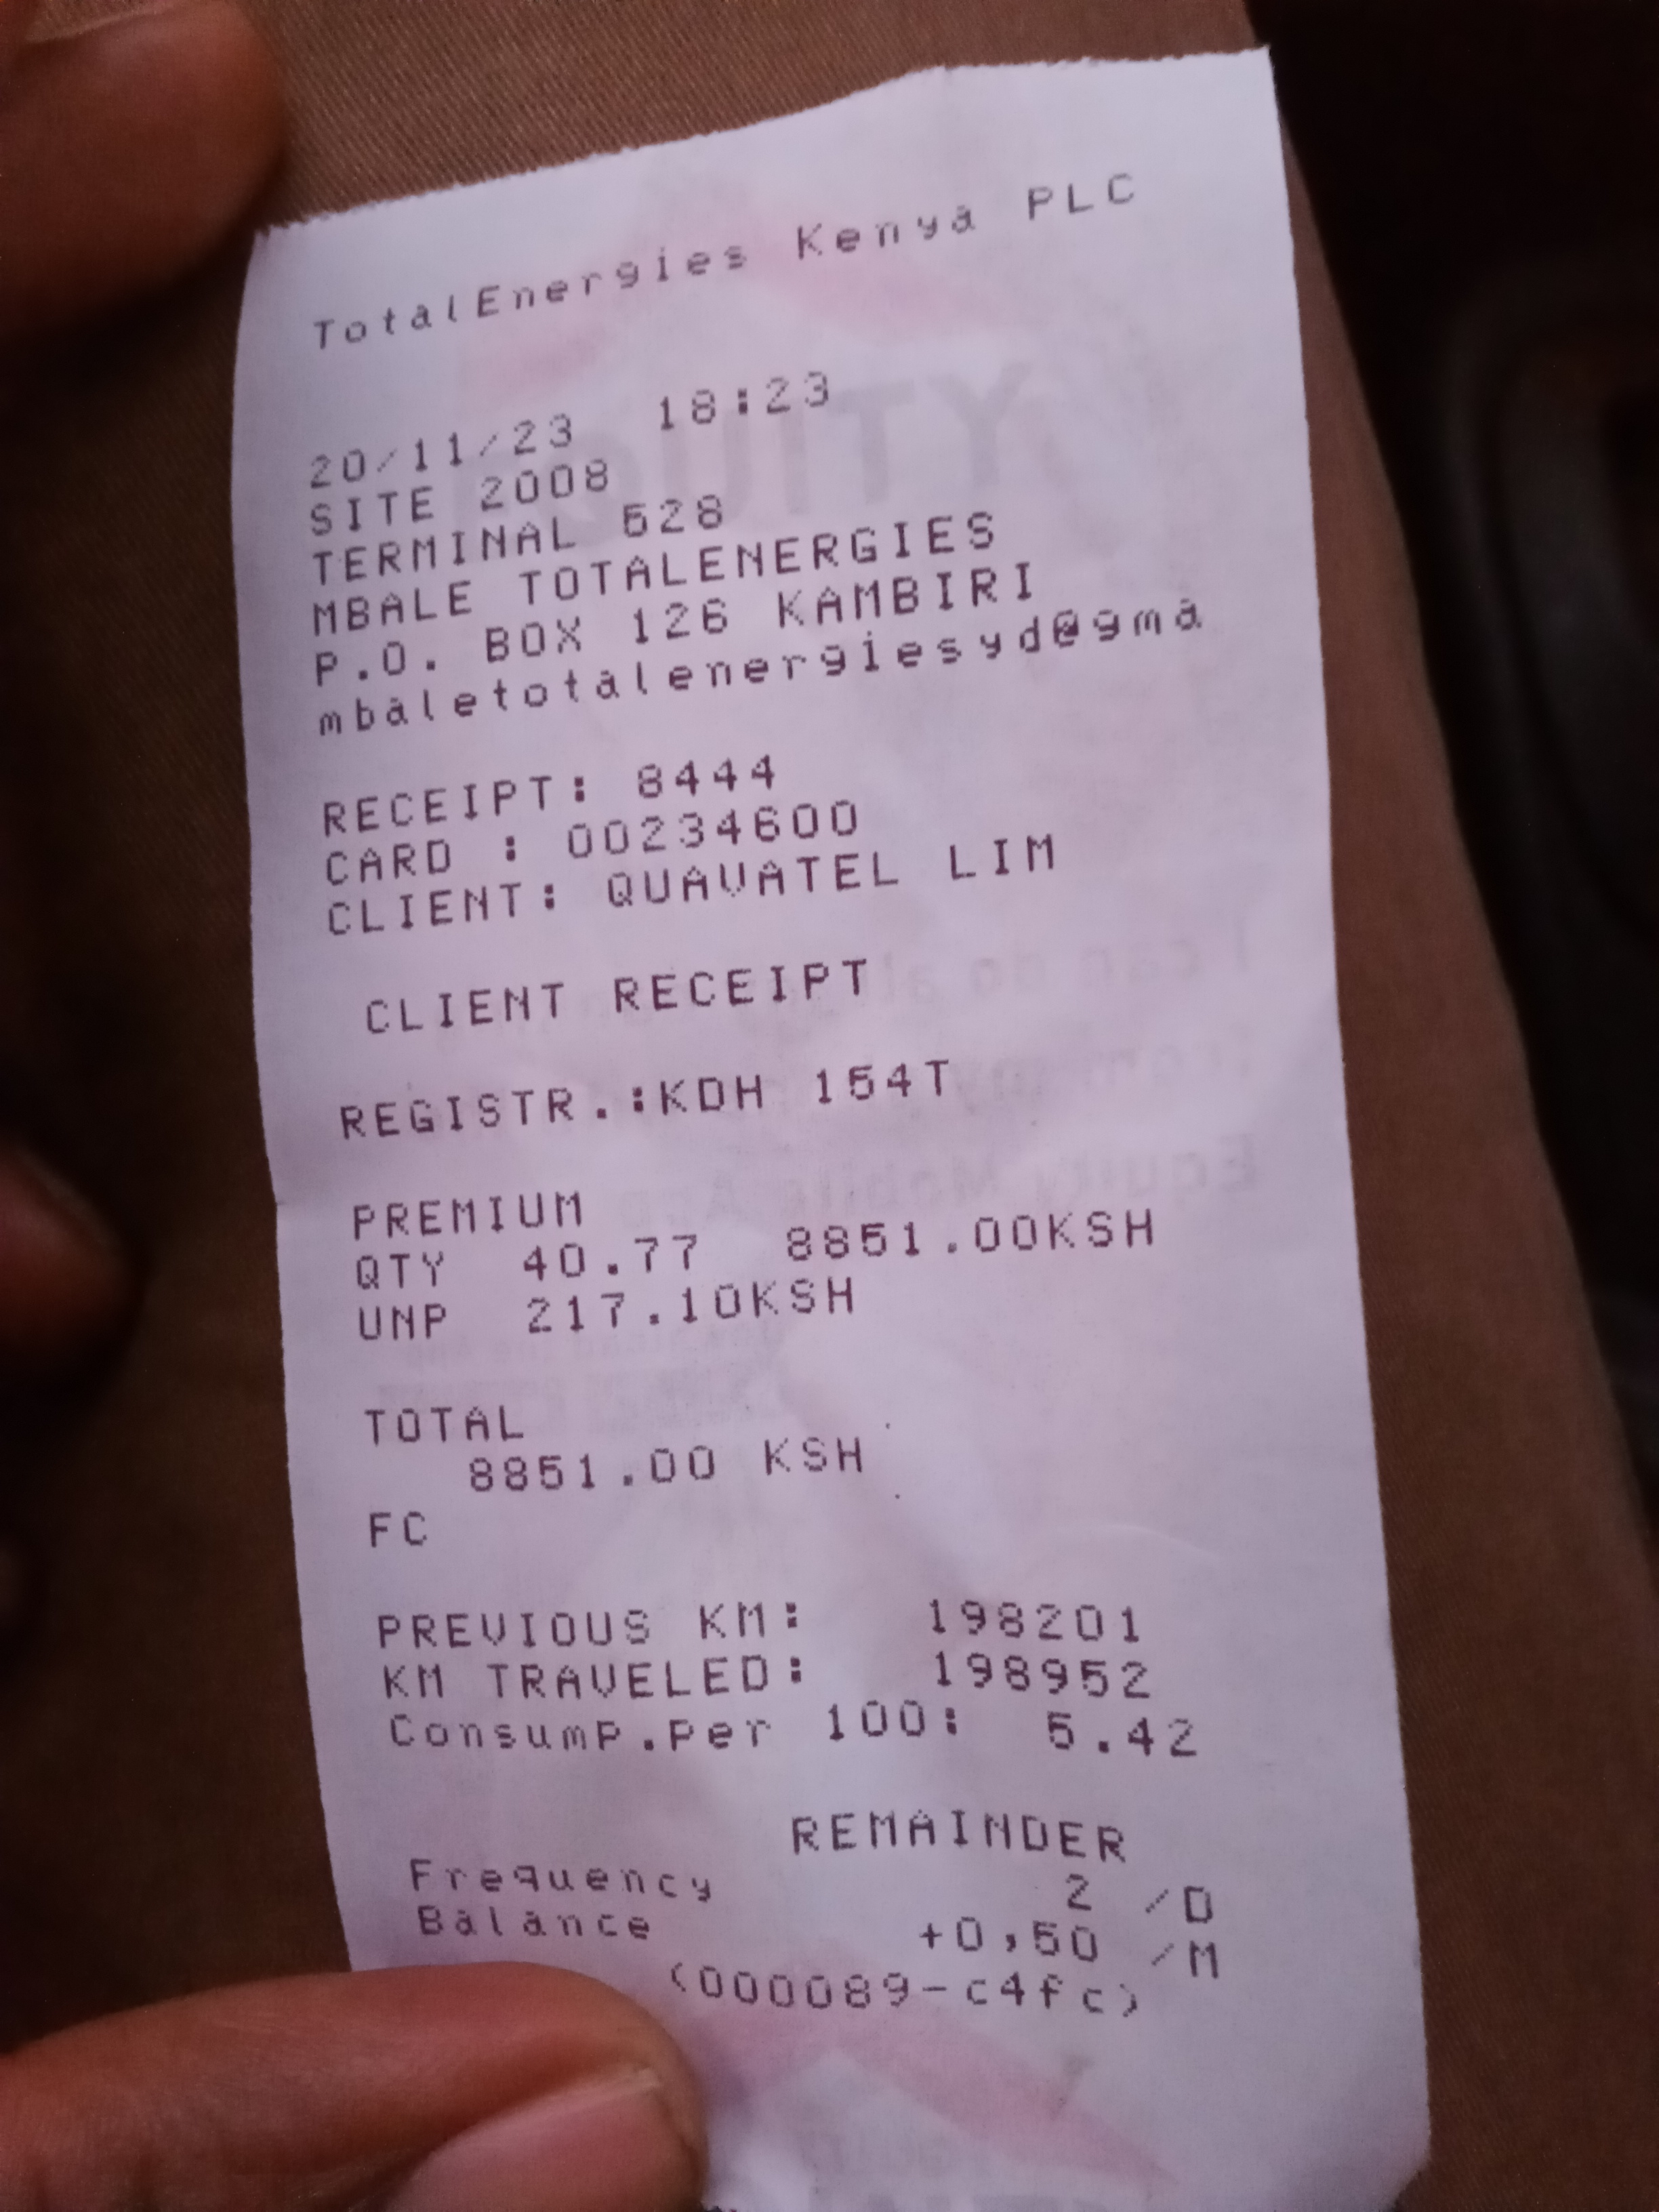 TotalEnergies Kenya PLC
20/11/23 18:23
SITE 2008
TERMINAL 528
MBALE TOTALENERGIES
P.O. BOX 126 KAMBIRI
mbaletotalenergiesyd@gma
RECEIPT: 8444
CARD : 00234600
CLIENT: QUAVATEL LIM
CLIENT RECEIPT
REGISTR.:KDH 154T
PREMIUM
QTY 40.77 8851.00KSH
UNP 217.10KSH
TOTAL
8851.00 KSH
FC
PREVIOUS KM: 198201
KM TRAVELED: 198952
Consump.Per 100: 5.42
REMAINDER
Frequency 2 /D
Balance +0,50 /M
(000089-c4fc)